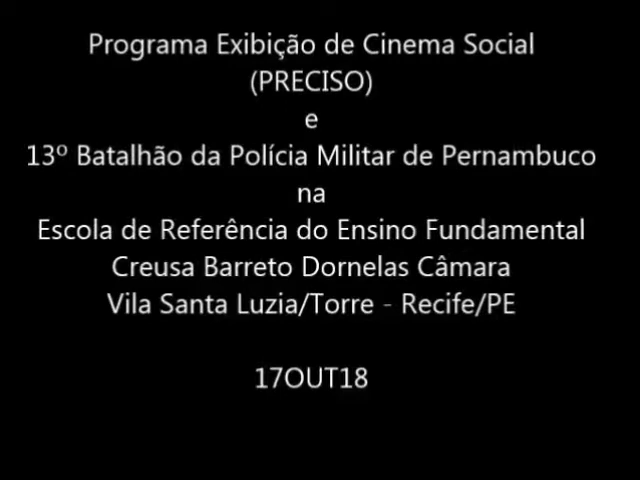 Programa Exibição de Cinema Social
(PRECISO)
e
13º Batalhão da Polícia Militar de Pernambuco
na
Escola de Referência do Ensino Fundamental
Creusa Barreto Dornelas Câmara
Vila Santa Luzia/Torre - Recife/PE
17OUT18